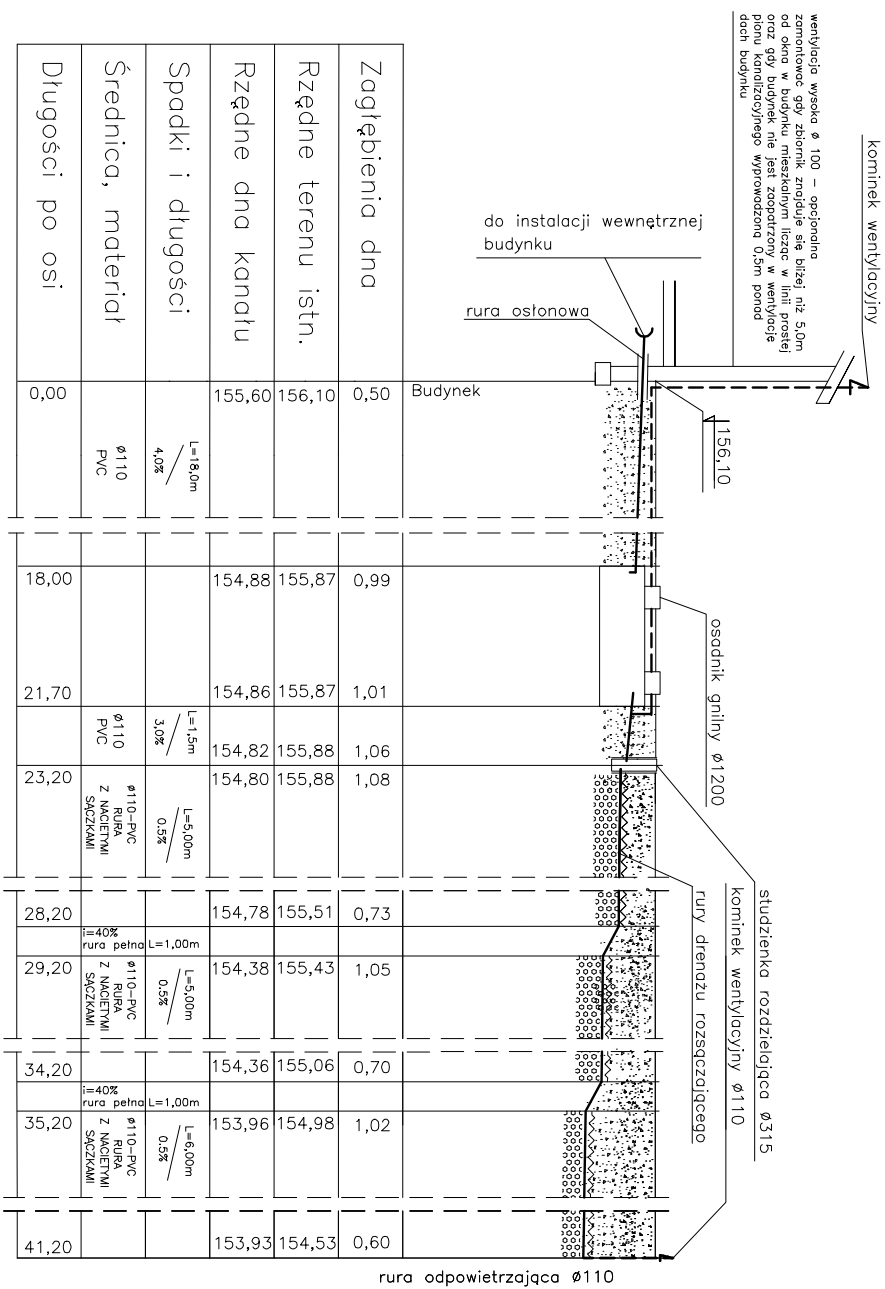 kominek wentylacyjny
wentylacja wysoka ø 100 – opcjonalna
zamontować gdy zbiornik znajduje się bliżej niż 5,0m
od okna w budynku mieszkalnym licząc w linii prostej
oraz gdy budynek nie jest zaopatrzony w wentylację
pionu kanalizacyjnego wyprowadzoną 0,5m ponad
dach budynku
do instalacji wewnętrznej
budynku
rura osłonowa
156,10
osadnik gnilny ø1200
studzienka rozdzielająca ø315
kominek wentylacyjny ø110
rury drenażu rozsączającego
rura odpowietrzająca ø110
Budynek
Zagłębienia dna
0,50
0,99
1,01
1,06
1,08
0,73
1,05
0,70
1,02
0,60
Rzędne terenu istn.
156,10
155,87
155,87
155,88
155,88
155,51
155,43
155,06
154,98
154,53
Rzędne dna kanału
155,60
154,88
154,86
154,82
154,80
154,78
154,38
154,36
153,96
153,93
Spadki i długości
L=18,0m
4,0%
L=1,5m
3,0%
L=5,00m
0.5%
L=1,00m
L=5,00m
0.5%
L=1,00m
L=6,00m
0.5%
Średnica, materiał
ø110
PVC
ø110
PVC
ø110–PVC
RURA
Z NACIĘTYMI
SĄCZKAMI
i=40%
rura pełna
ø110–PVC
RURA
Z NACIĘTYMI
SĄCZKAMI
i=40%
rura pełna
ø110–PVC
RURA
Z NACIĘTYMI
SĄCZKAMI
Długości po osi
0,00
18,00
21,70
23,20
28,20
29,20
34,20
35,20
41,20